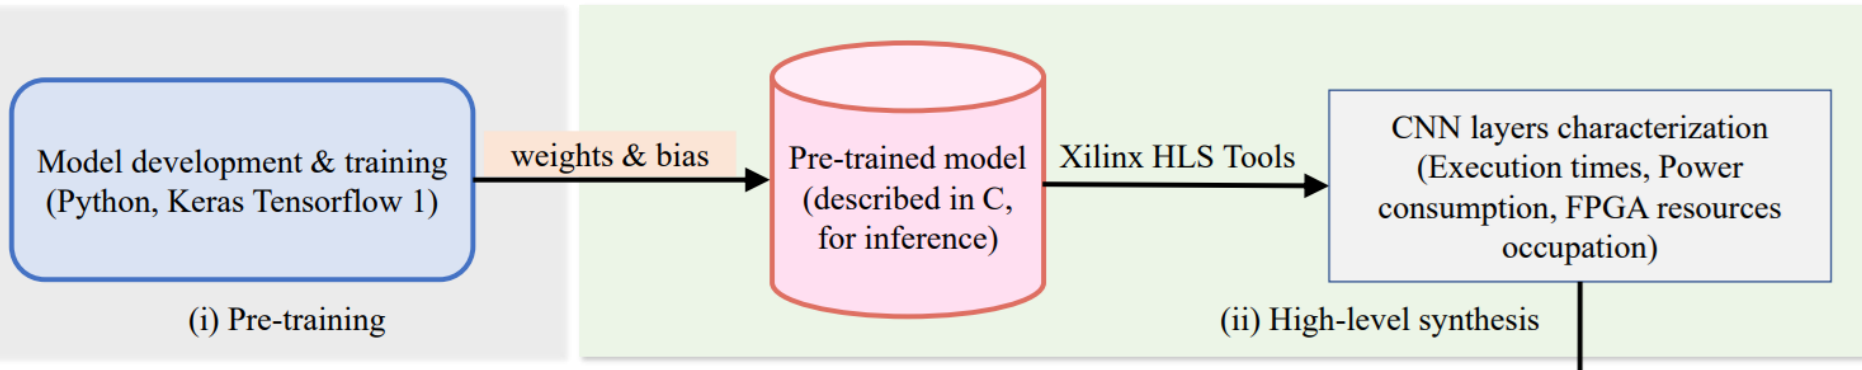 Model development & training
(Python, Keras Tensorflow 1)
(i) Pre-training
weights & bias
Pre-trained model
(described in C,
for inference)
Xilinx HLS Tools
CNN layers characterization
(Execution times, Power
consumption, FPGA resources
occupation)
(ii) High-level synthesis